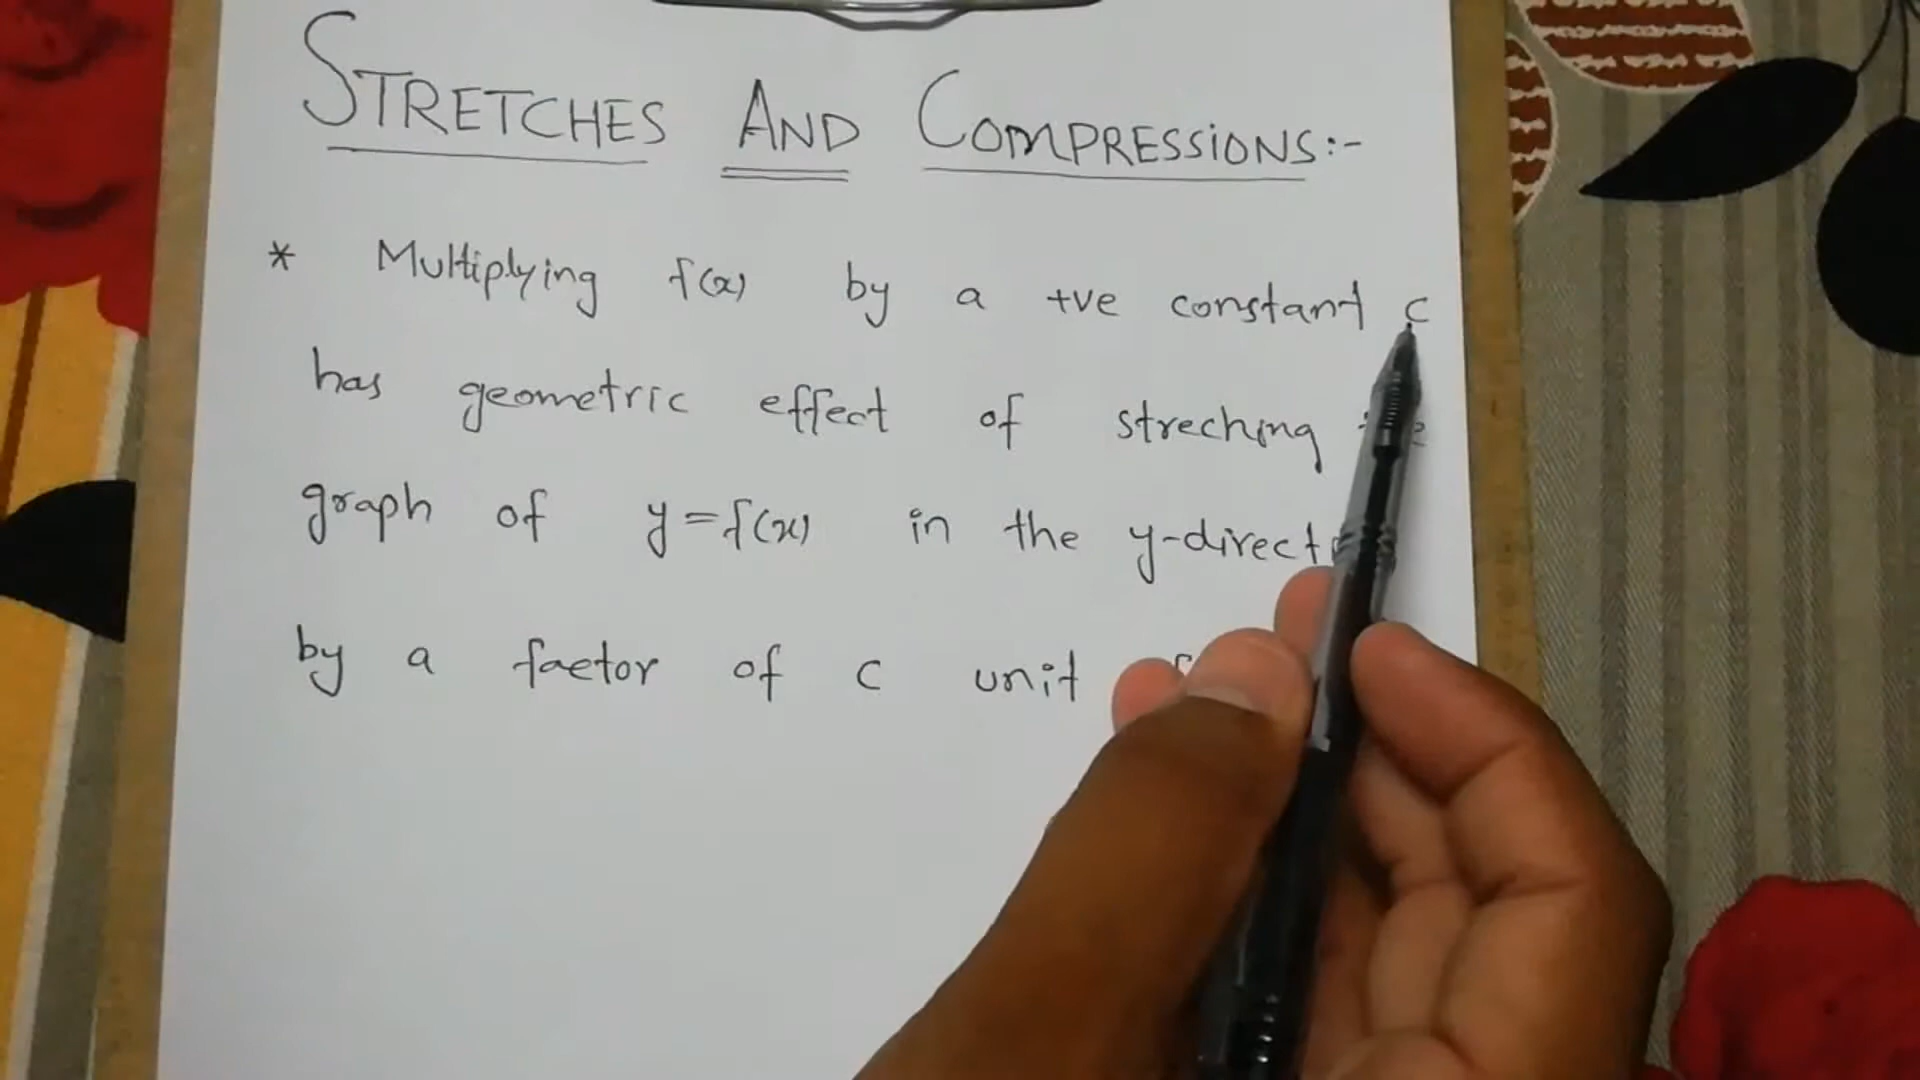 STRETCHES AND COMPRESSIONS:-
* Multiplying f(x) by a +ve constant c
has geometric effect of streching
graph of y=f(x) in the y-direct
by a factor of c unit